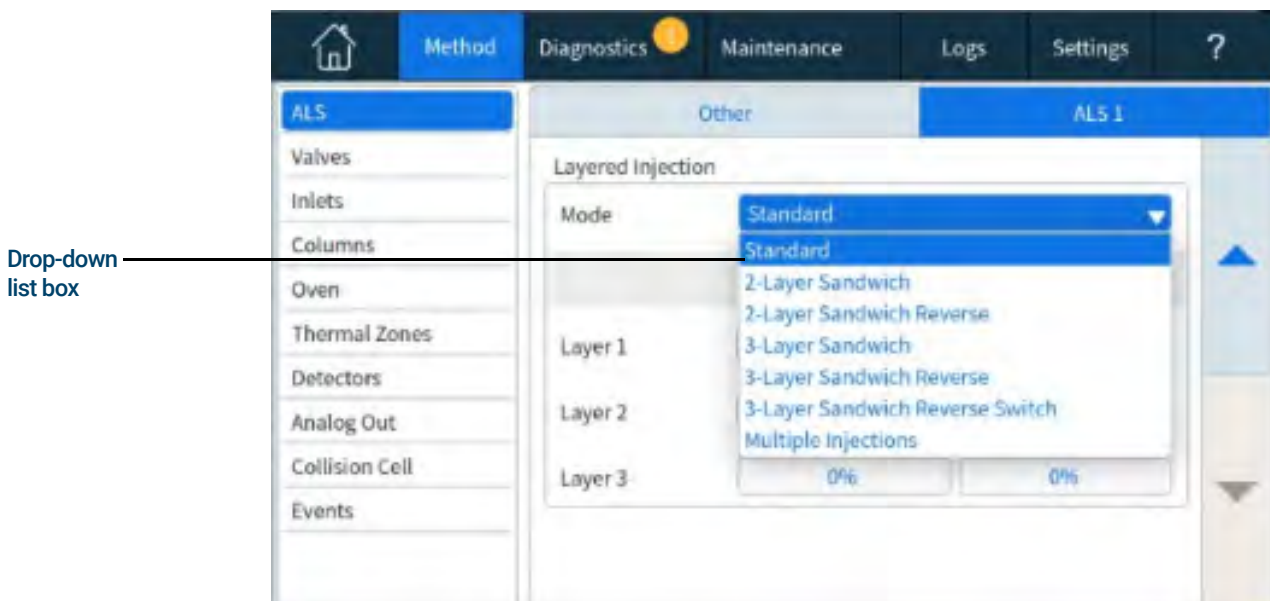 Method Diagnostics 1 Maintenance Logs Settings ?
ALS
Valves
Inlets
Columns
Oven
Thermal Zones
Detectors
Analog Out
Collision Cell
Events
Other ALS 1
Layered Injection
Mode Standard
Standard
2-Layer Sandwich
2-Layer Sandwich Reverse
3-Layer Sandwich
3-Layer Sandwich Reverse
3-Layer Sandwich Reverse Switch
Multiple Injections
Layer 1
Layer 2
Layer 3 0% 0%
Drop-down
list box